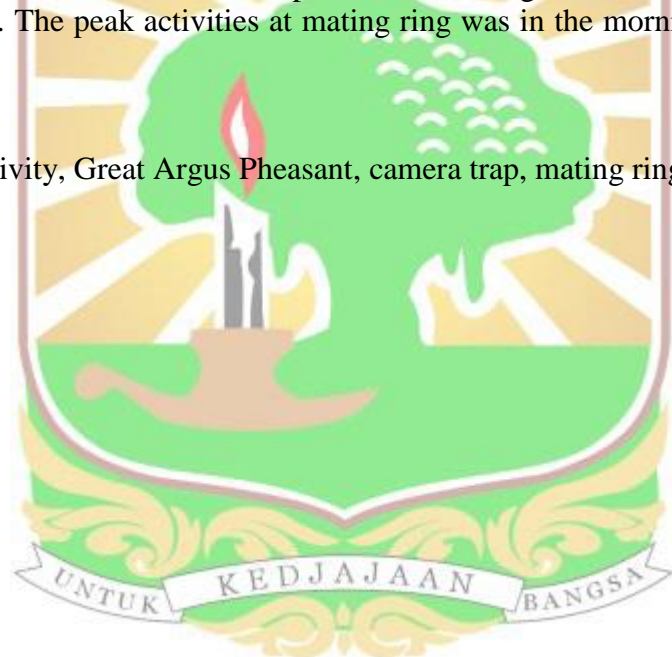 . The peak activities at mating ring was in the morni
ivity, Great Argus Pheasant, camera trap, mating ring
UNTUK KEDJAJAAN BANGSA